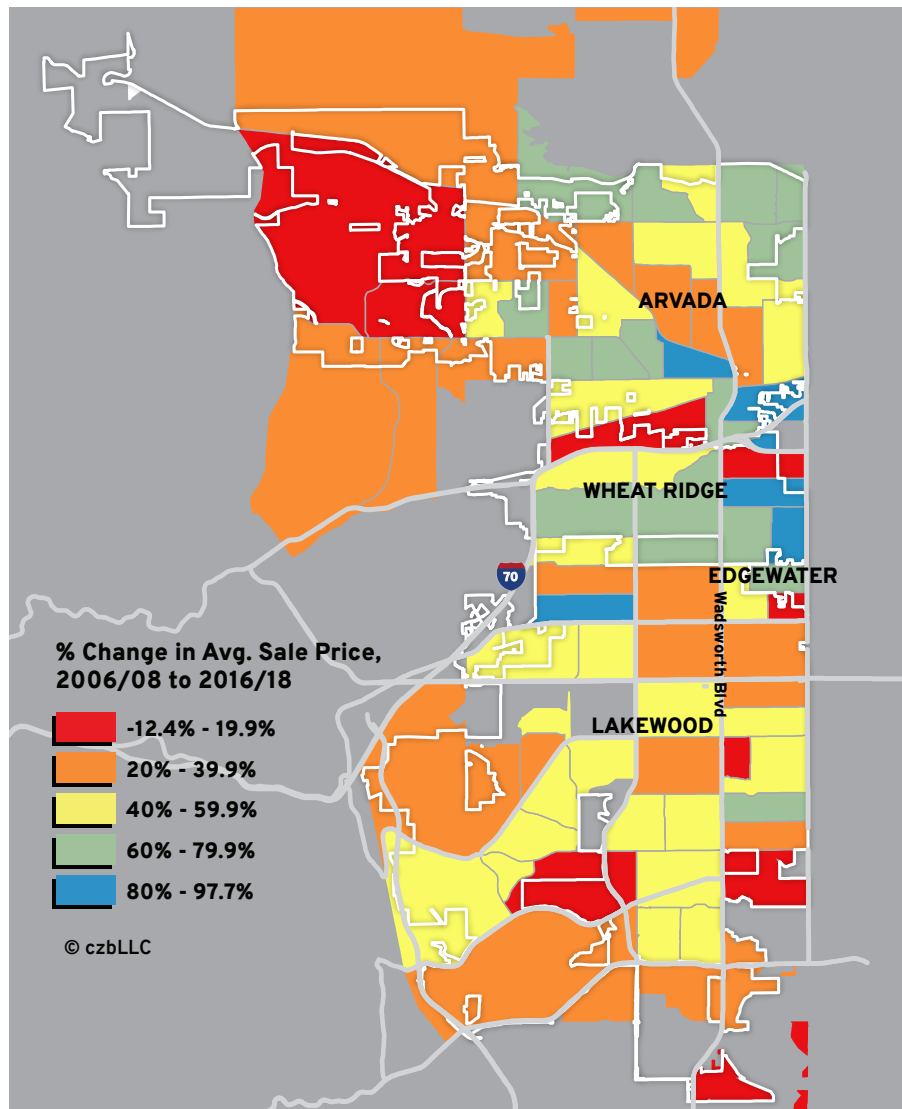 ARVADA
WHEAT RIDGE
70
EDGEWATER
Wadsworth Blvd
% Change in Avg. Sale Price,
2006/08 to 2016/18
LAKEWOOD
-12.4% - 19.9%
20% - 39.9%
40% - 59.9%
60% - 79.9%
80% - 97.7%
© czbLLC